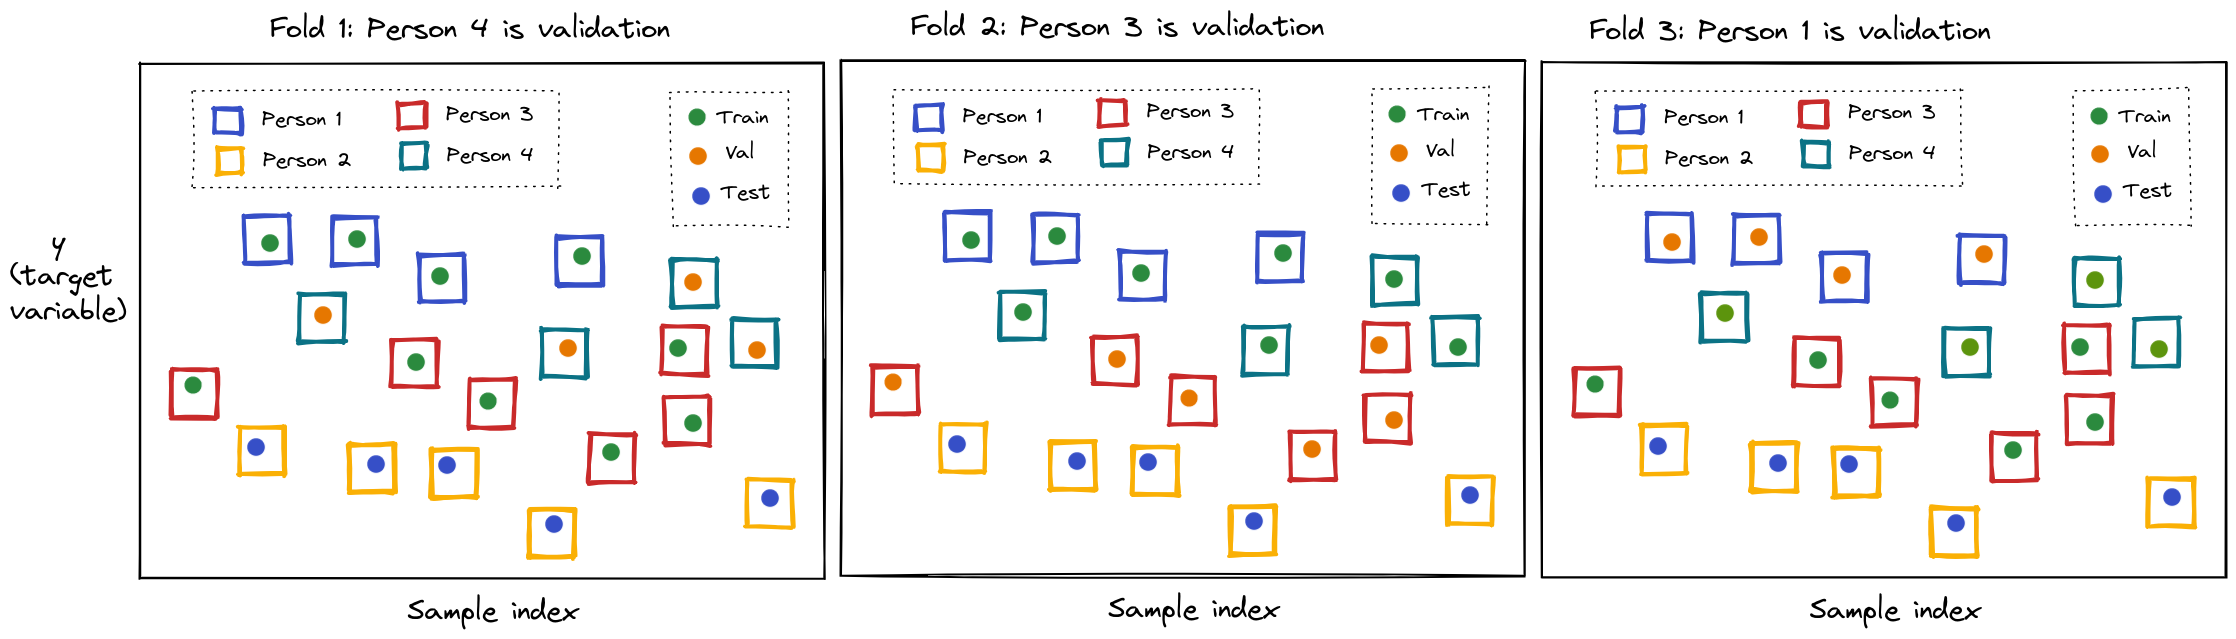 Fold 1: Person 4 is validation
Person 1
Person 3
Person 2
Person 4
Train
Val
Test
y
(target
variable)
Sample index
Fold 2: Person 3 is validation
Person 1
Person 3
Person 2
Person 4
Train
Val
Test
Sample index
Fold 3: Person 1 is validation
Person 1
Person 3
Person 2
Person 4
Train
Val
Test
Sample index